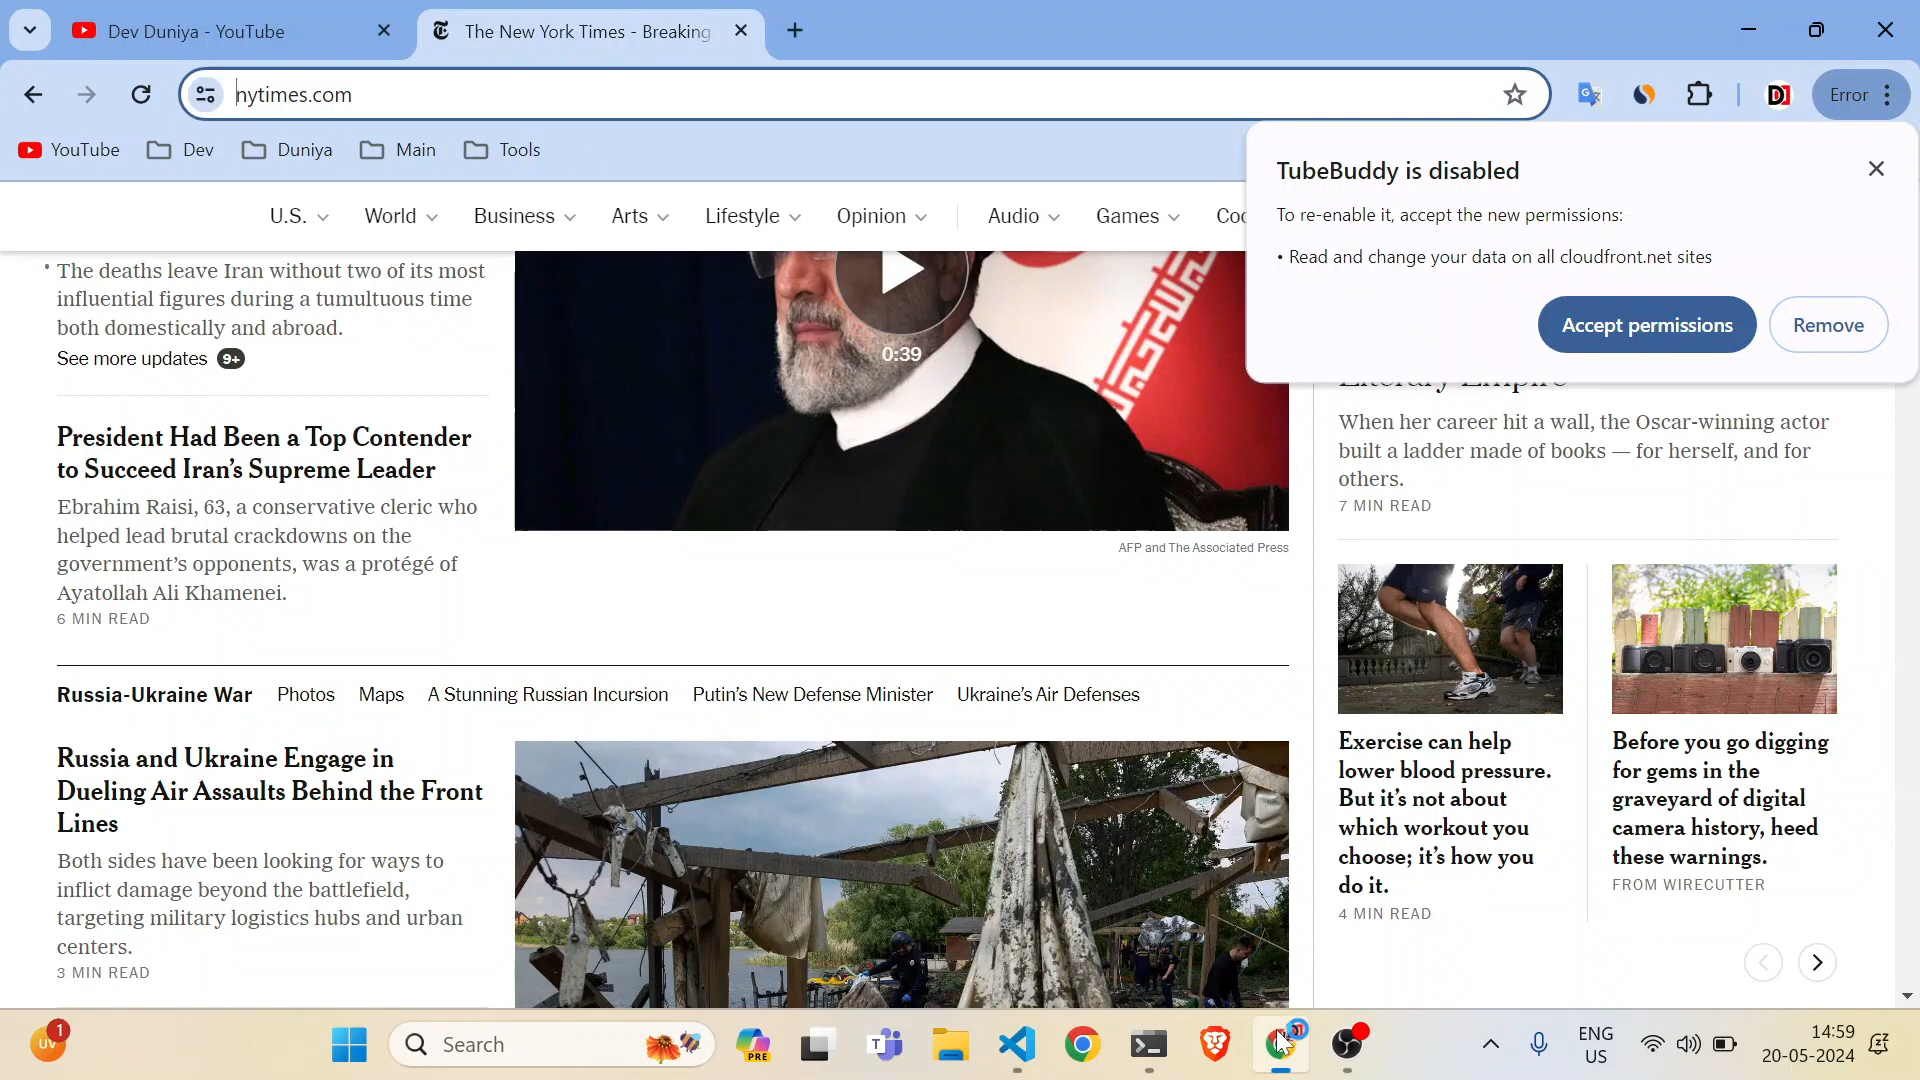 Dev Duniya - YouTube
The New York Times - Breaking
nytimes.com
Error
YouTube
Dev
Duniya
Main
Tools
TubeBuddy is disabled
To re-enable it, accept the new permissions:
• Read and change your data on all cloudfront.net sites
Accept permissions
Remove
U.S.
World
Business
Arts
Lifestyle
Opinion
Audio
Games
The deaths leave Iran without two of its most
influential figures during a tumultuous time
both domestically and abroad.
See more updates 9+
0:39
AFP and The Associated Press
President Had Been a Top Contender
to Succeed Iran’s Supreme Leader
Ebrahim Raisi, 63, a conservative cleric who
helped lead brutal crackdowns on the
government’s opponents, was a protégé of
Ayatollah Ali Khamenei.
6 MIN READ
When her career hit a wall, the Oscar-winning actor
built a ladder made of books — for herself, and for
others.
7 MIN READ
Russia-Ukraine War
Photos
Maps
A Stunning Russian Incursion
Putin’s New Defense Minister
Ukraine’s Air Defenses
Russia and Ukraine Engage in
Dueling Air Assaults Behind the Front
Lines
Both sides have been looking for ways to
inflict damage beyond the battlefield,
targeting military logistics hubs and urban
centers.
3 MIN READ
Exercise can help
lower blood pressure.
But it’s not about
which workout you
choose; it’s how you
do it.
4 MIN READ
Before you go digging
for gems in the
graveyard of digital
camera history, heed
these warnings.
FROM WIRECUTTER
UV
1
Search
PRE
ENG
US
14:59
20-05-2024